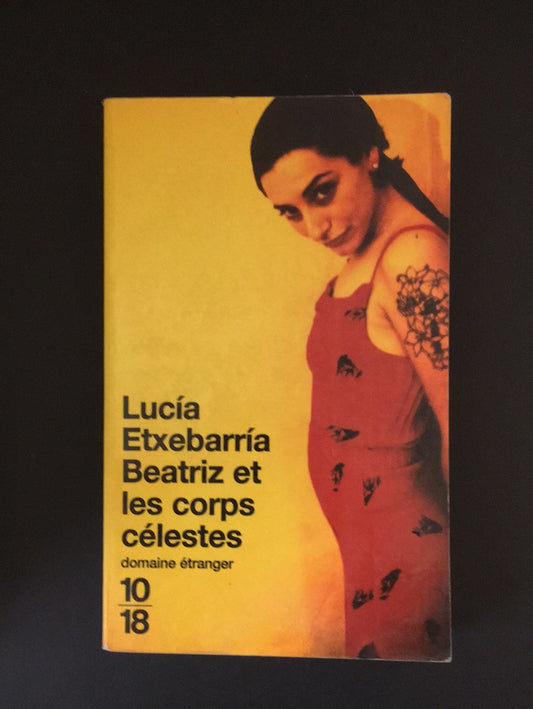 Lucía
Etxebarría
Beatriz et
les corps
célestes
domaine étranger
10
18